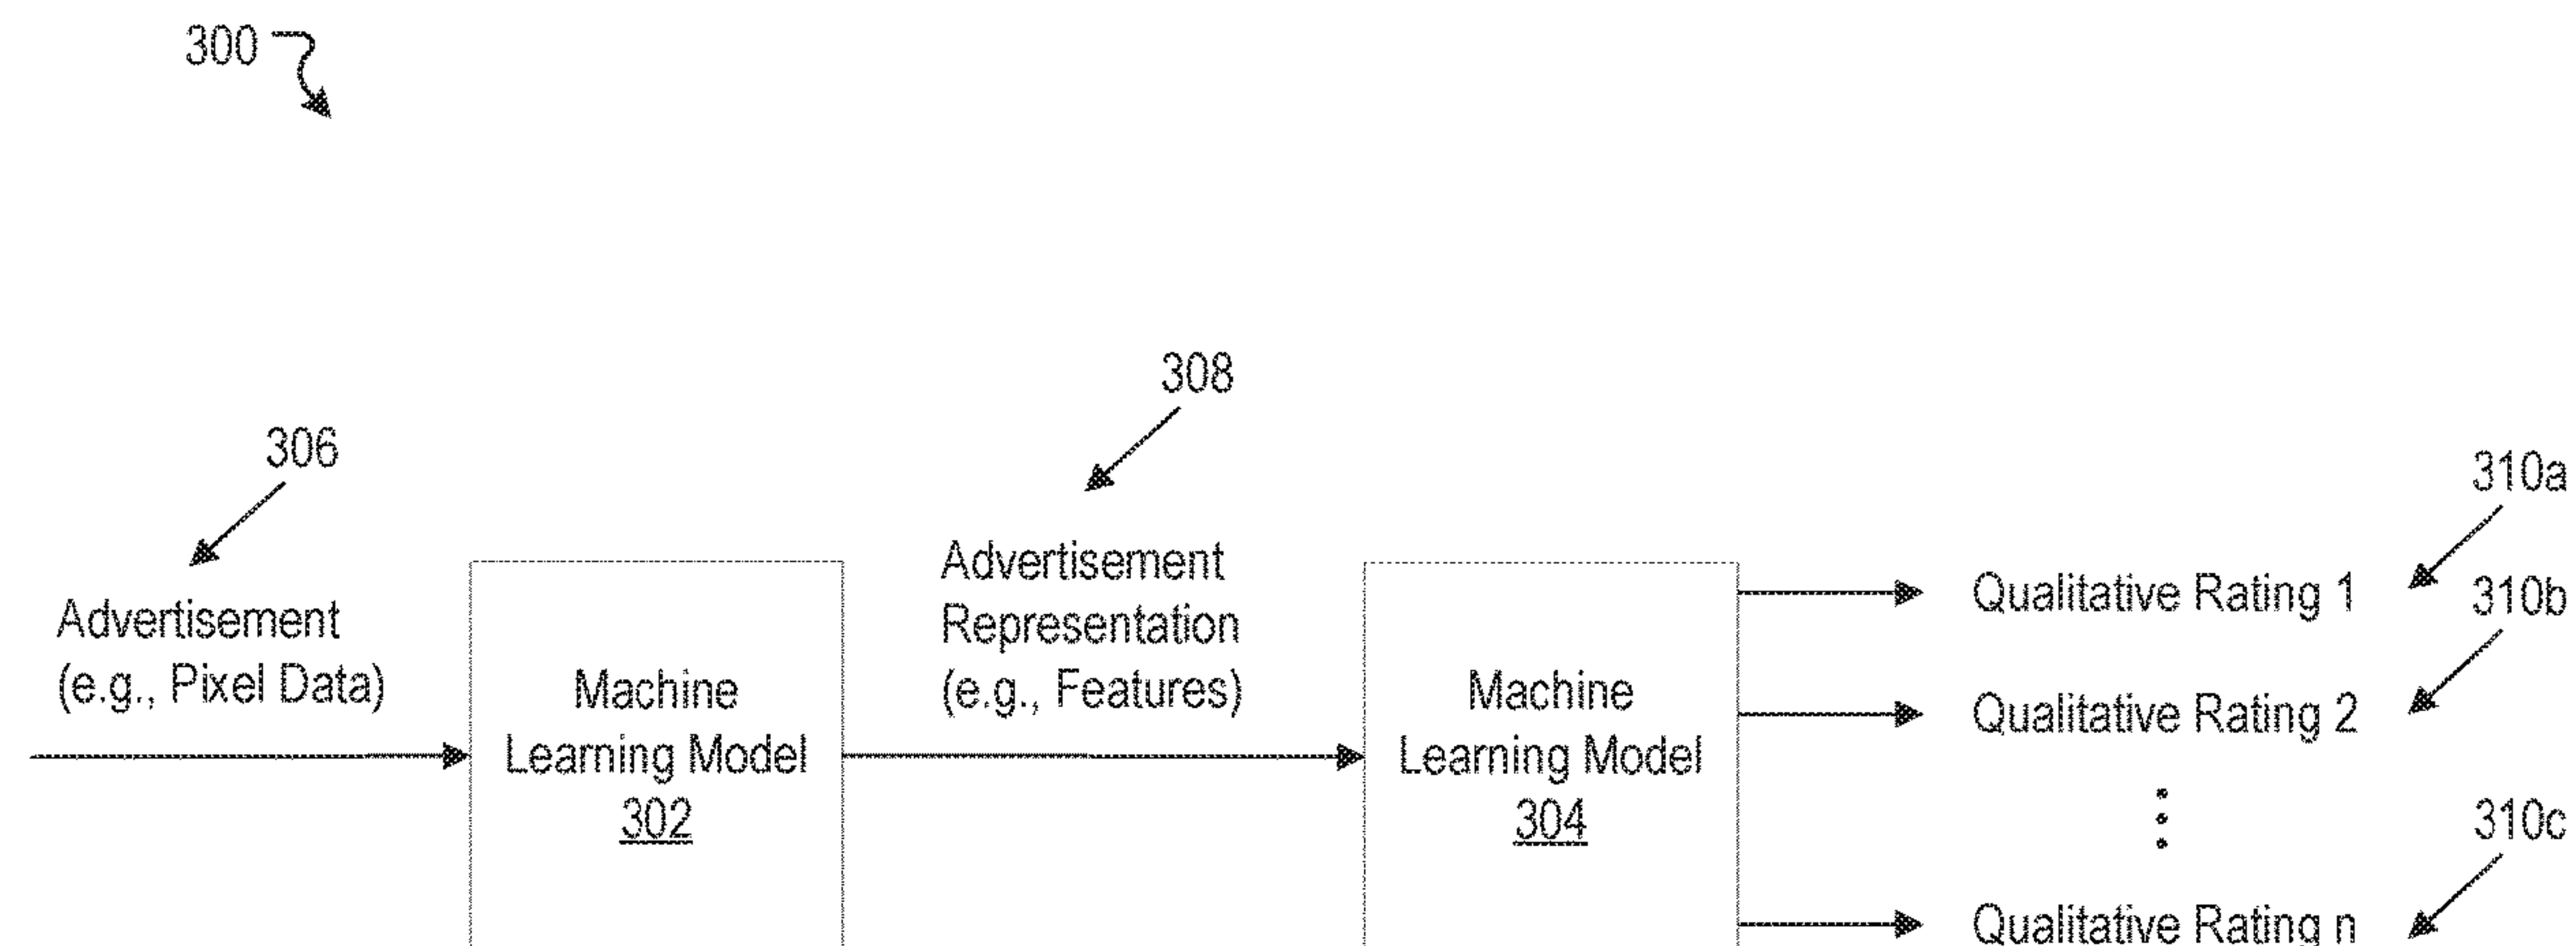 300
308
306
310a
Advertisement
(e.g., Pixel Data)
Machine
Learning Model
302
Advertisement
Representation
(e.g., Features)
Machine
Learning Model
304
Qualitative Rating 1
310b
Qualitative Rating 2
310c
Qualitative Rating n